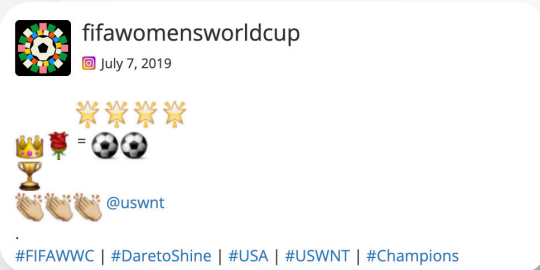 fifawomensworldcup
July 7, 2019
🌟🌟🌟🌟
👑🌹 = ⚽⚽
🏆
👏🏼👏🏼👏🏼 @uswnt
.
#FIFAWWC | #DaretoShine | #USA | #USWNT | #Champions